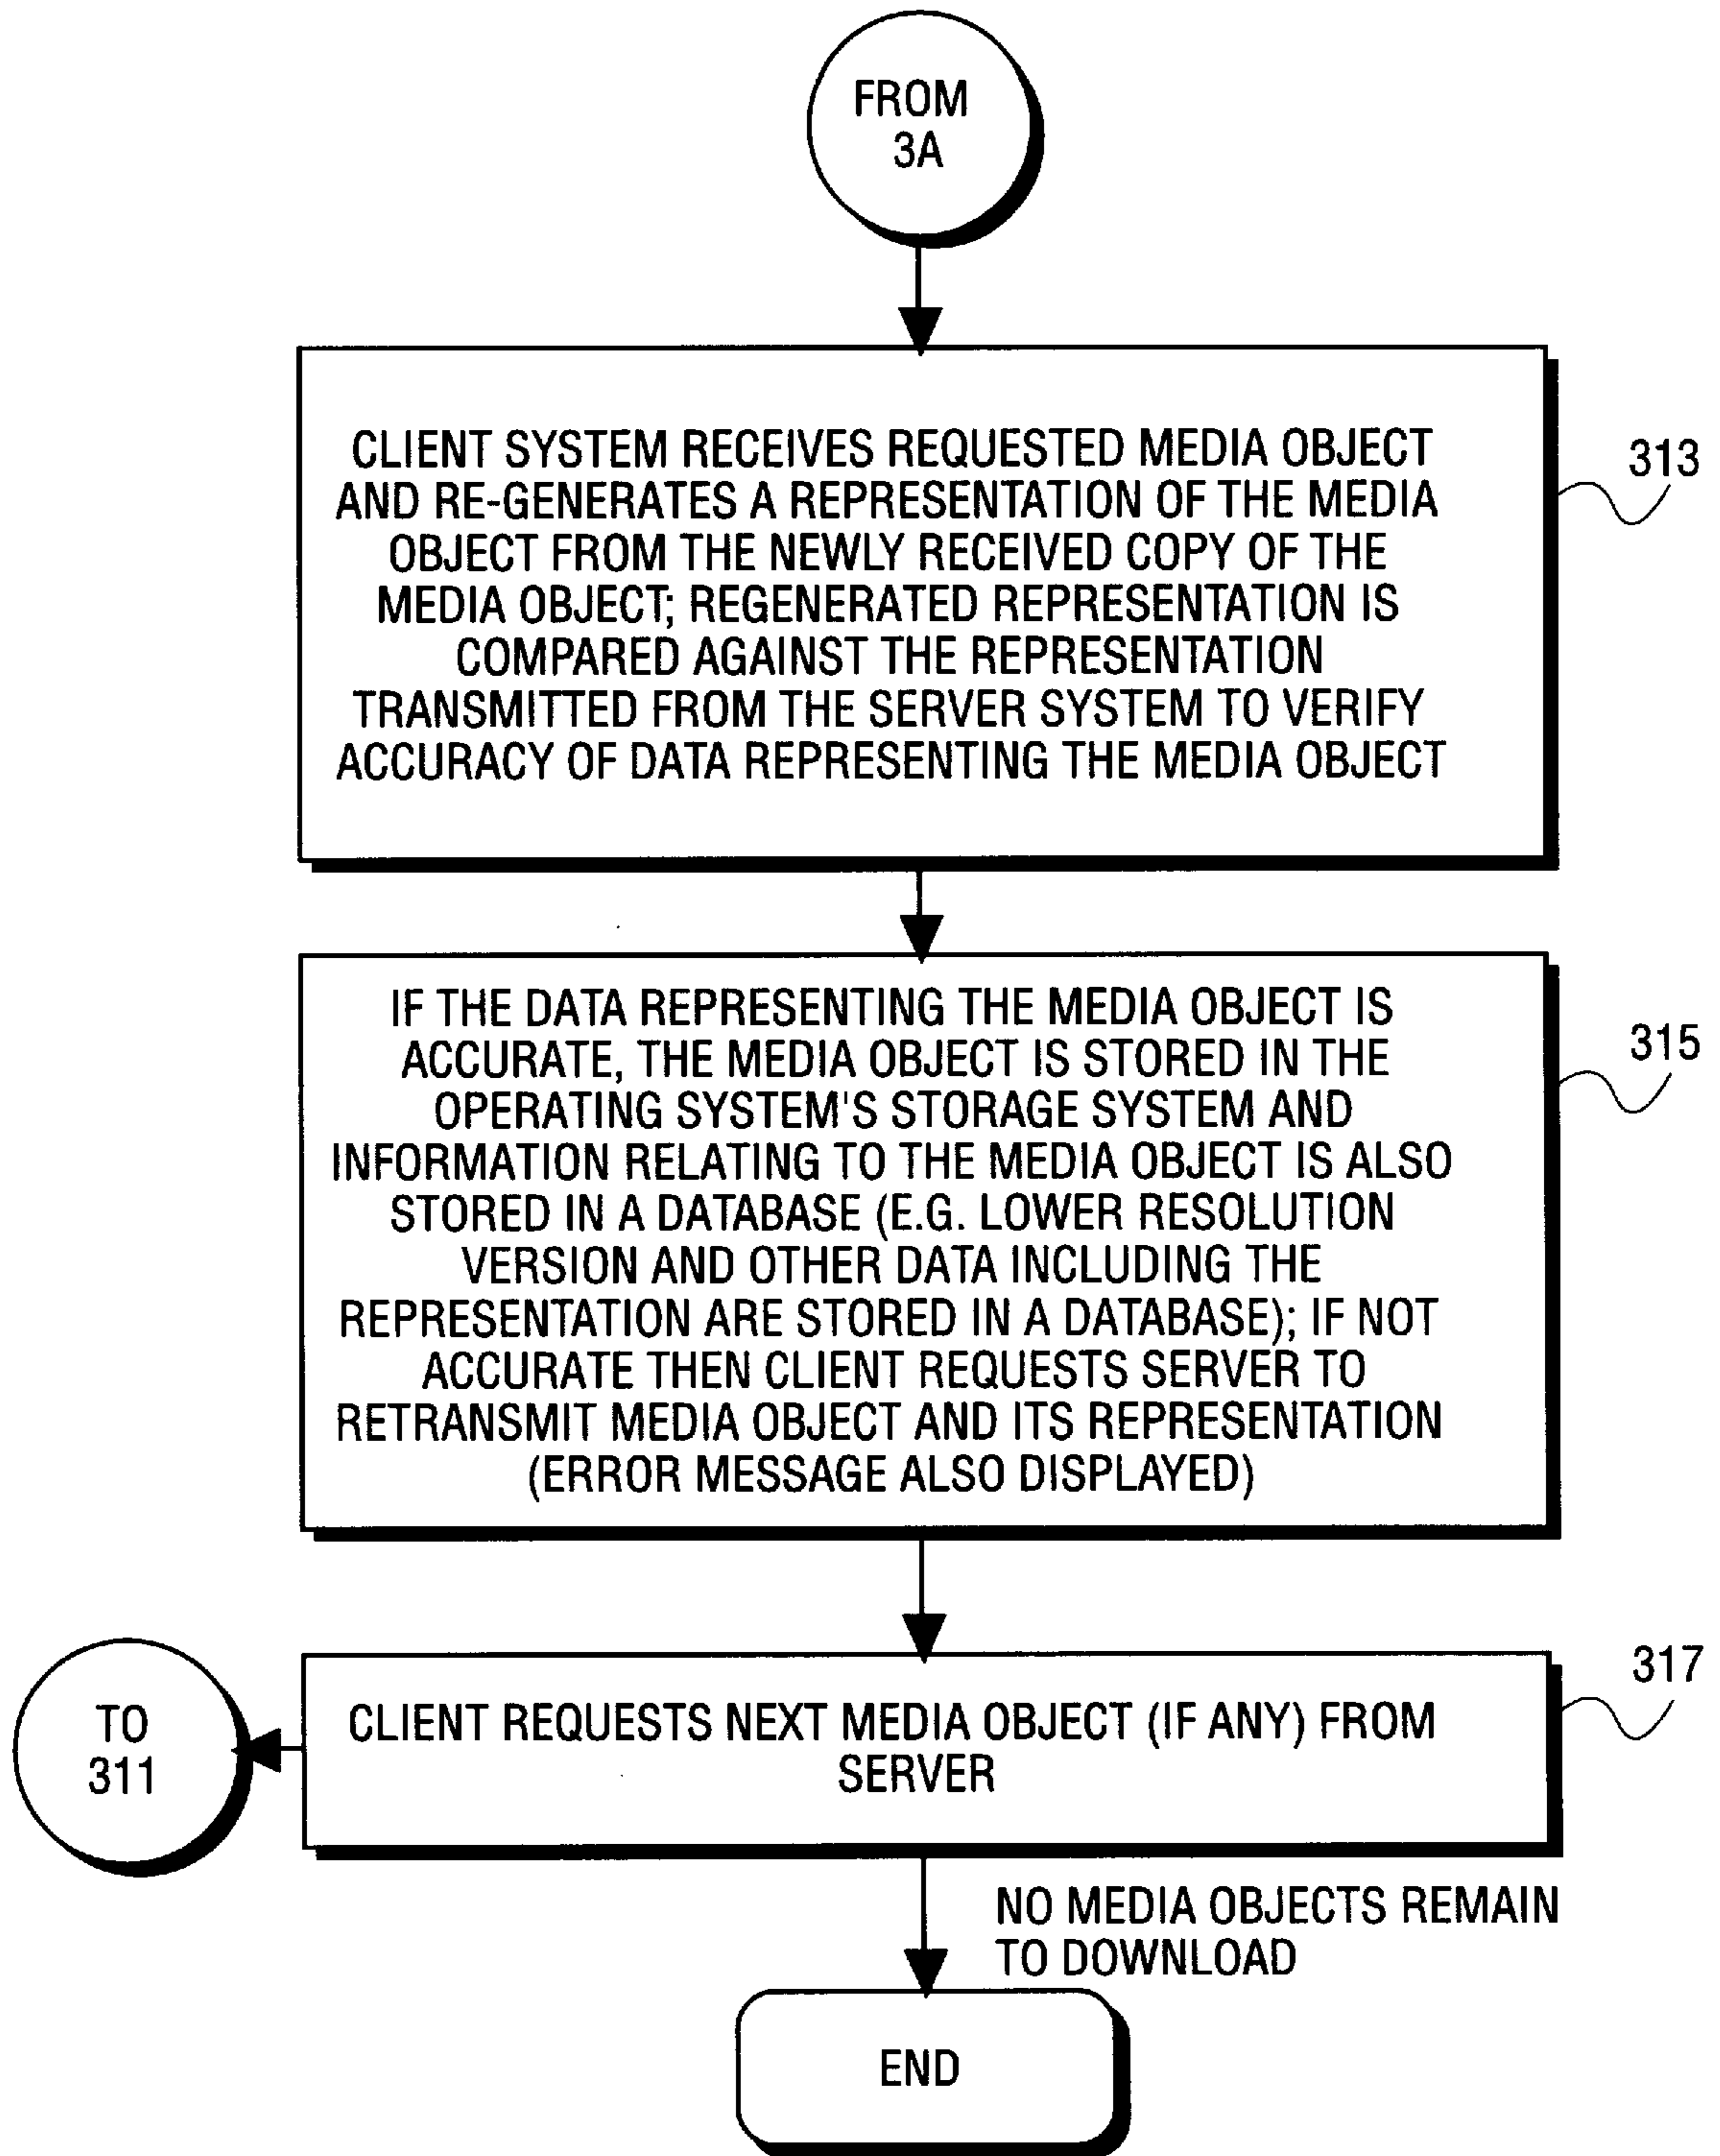 FROM
3A
CLIENT SYSTEM RECEIVES REQUESTED MEDIA OBJECT
AND RE-GENERATES A REPRESENTATION OF THE MEDIA
OBJECT FROM THE NEWLY RECEIVED COPY OF THE
MEDIA OBJECT; REGENERATED REPRESENTATION IS
COMPARED AGAINST THE REPRESENTATION
TRANSMITTED FROM THE SERVER SYSTEM TO VERIFY
ACCURACY OF DATA REPRESENTING THE MEDIA OBJECT
313
IF THE DATA REPRESENTING THE MEDIA OBJECT IS
ACCURATE, THE MEDIA OBJECT IS STORED IN THE
OPERATING SYSTEM'S STORAGE SYSTEM AND
INFORMATION RELATING TO THE MEDIA OBJECT IS ALSO
STORED IN A DATABASE (E.G. LOWER RESOLUTION
VERSION AND OTHER DATA INCLUDING THE
REPRESENTATION ARE STORED IN A DATABASE); IF NOT
ACCURATE THEN CLIENT REQUESTS SERVER TO
RETRANSMIT MEDIA OBJECT AND ITS REPRESENTATION
(ERROR MESSAGE ALSO DISPLAYED)
315
TO
311
CLIENT REQUESTS NEXT MEDIA OBJECT (IF ANY) FROM
SERVER
317
NO MEDIA OBJECTS REMAIN
TO DOWNLOAD
END